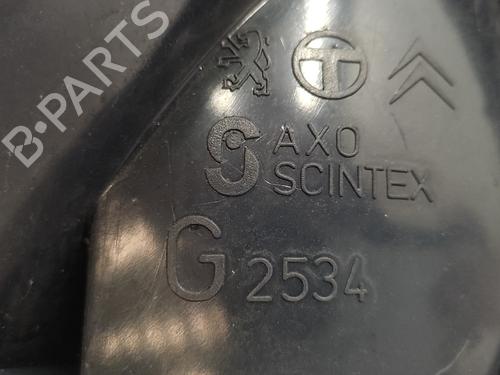 B-PARTS
AXO
SCINTEX
G 2534